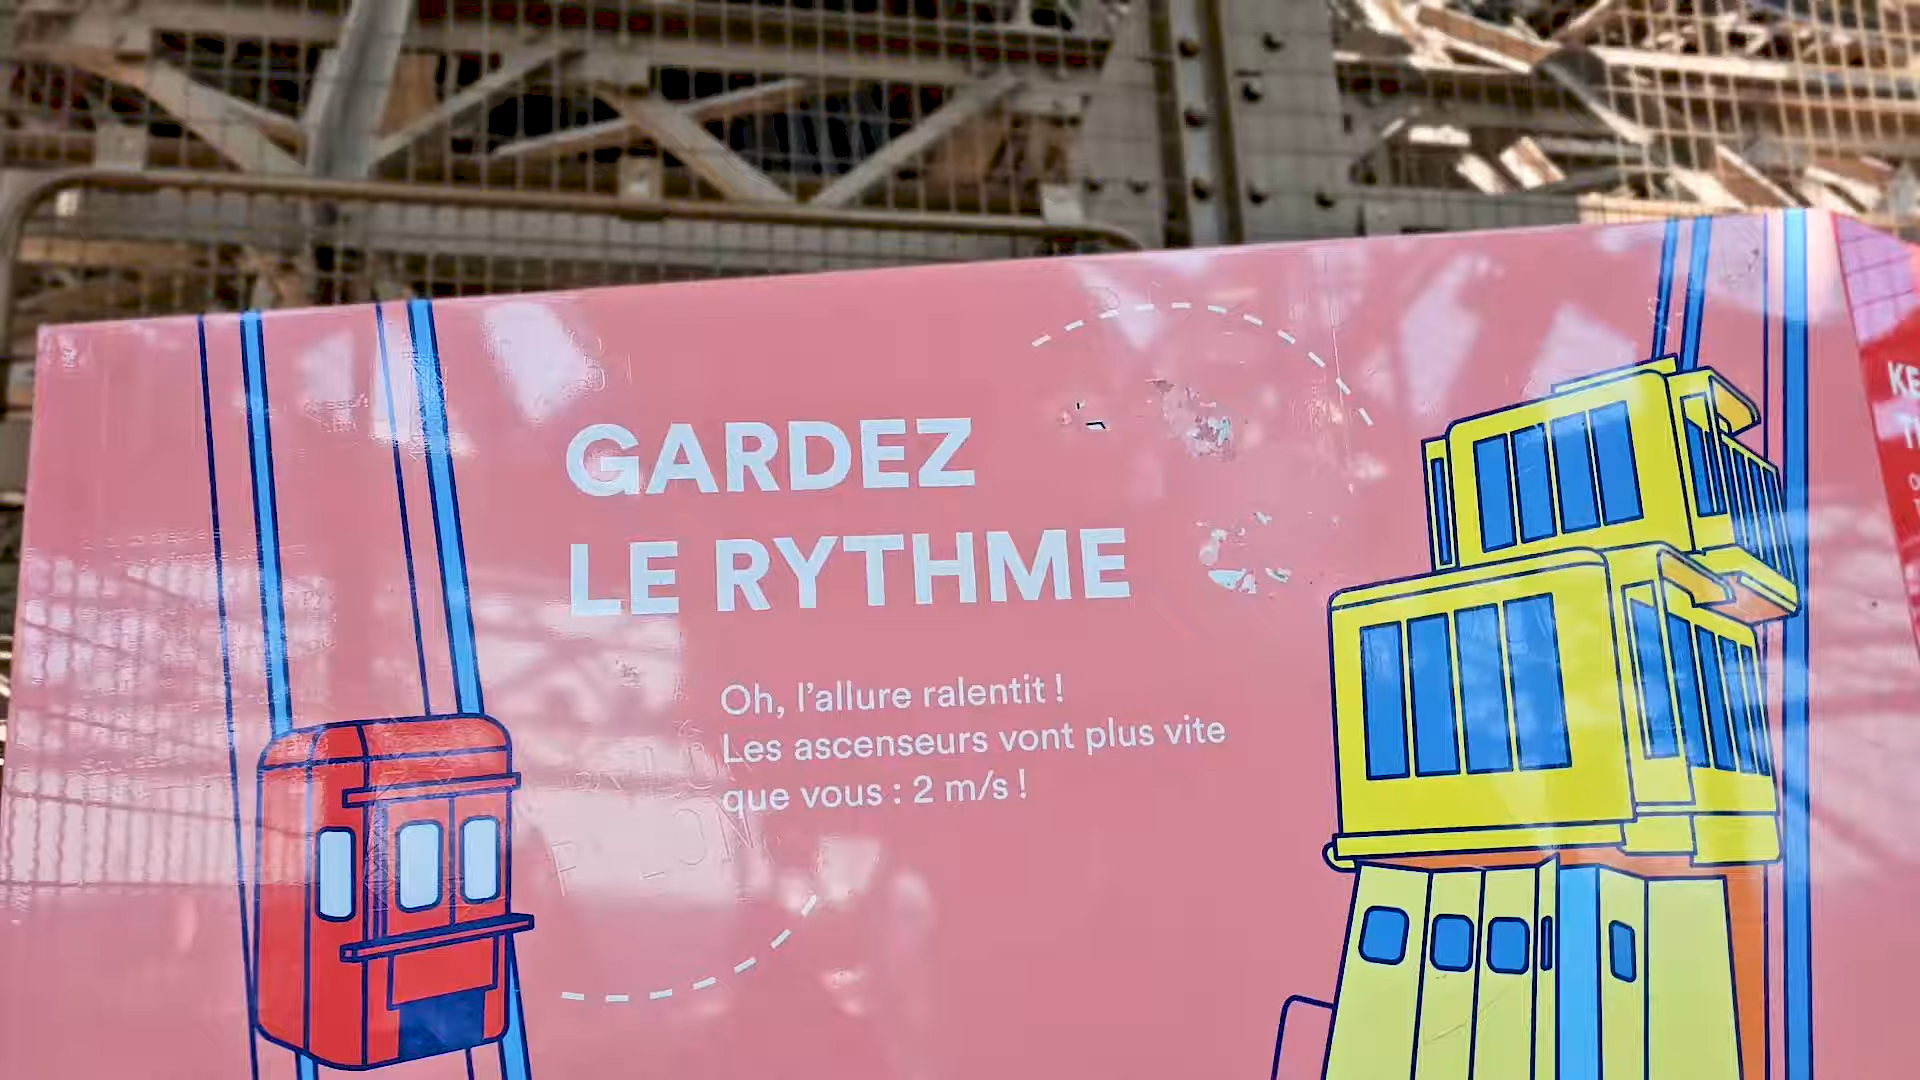 GARDEZ
LE RYTHME
Oh, l'allure ralentit !
Les ascenseurs vont plus vite
que vous : 2 m/s !